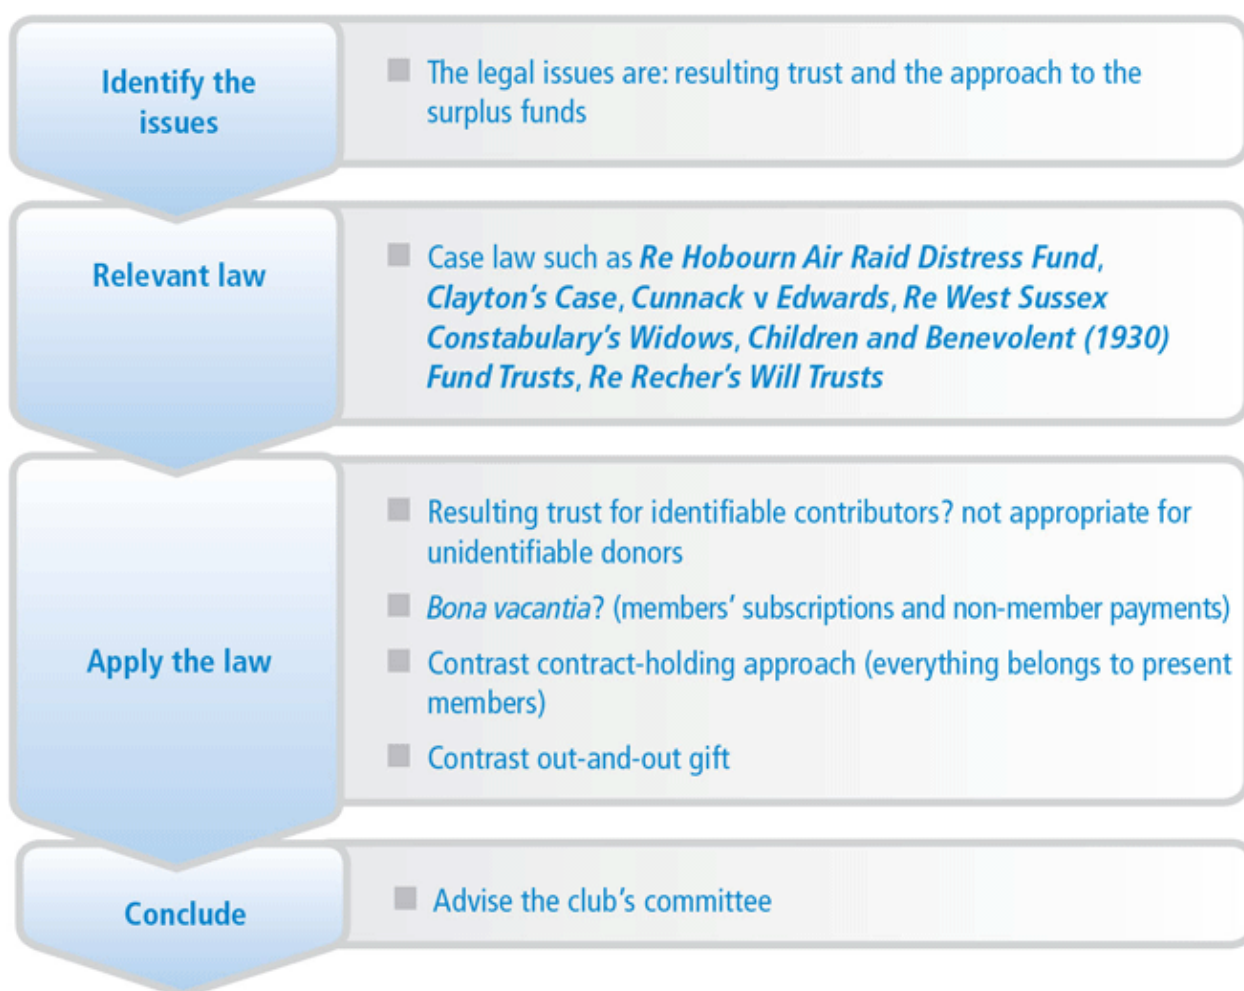 Identify the
issues
The legal issues are: resulting trust and the approach to the
surplus funds
Relevant law
Case law such as Re Hobourn Air Raid Distress Fund,
Clayton's Case, Cunnack v Edwards, Re West Sussex
Constabulary's Widows, Children and Benevolent (1930)
Fund Trusts, Re Recher's Will Trusts
Apply the law
Resulting trust for identifiable contributors? not appropriate for
unidentifiable donors
Bona vacantia? (members' subscriptions and non-member payments)
Contrast contract-holding approach (everything belongs to present
members)
Contrast out-and-out gift
Conclude
Advise the club's committee